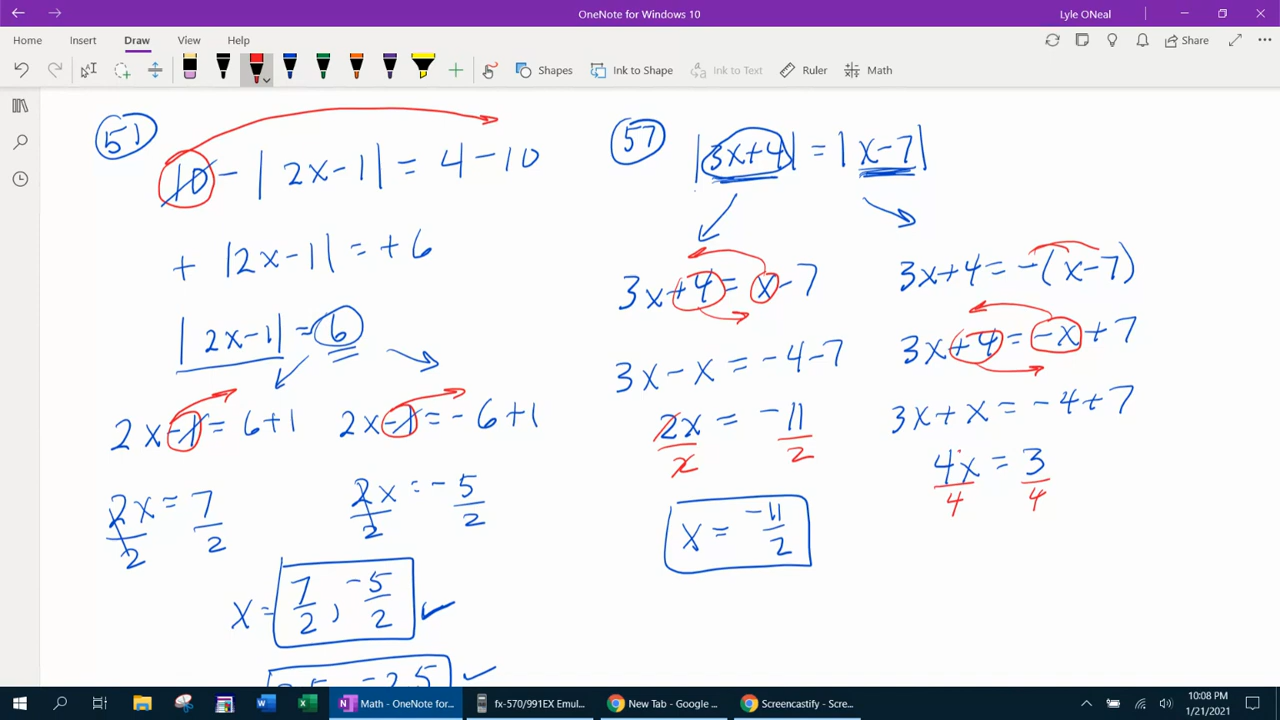 OneNote for Windows 10
Lyle ONeal
Home Insert Draw View Help
Share
Shapes Ink to Shape Ink to Text Ruler Math
51
10 - |2x-1| = 4 - 10
+ |2x-1| = +6
|2x-1| = 6
2x - 1 = 6 + 1 2x - 1 = - 6 + 1
2x/2 = 7/2 2x/2 = -5/2
x = 7/2, -5/2
57
|3x+4| = |x-7|
3x+4 = x-7 3x+4 = -(x-7)
3x - x = -4-7 3x+4 = -x+7
2x/2 = -11/2 3x+x = -4+7
x = -11/2 4x/4 = 3/4
Math - OneNote for ...
fx-570/991EX Emul...
New Tab - Google ...
Screencastify - Scre...
10:08 PM
1/21/2021